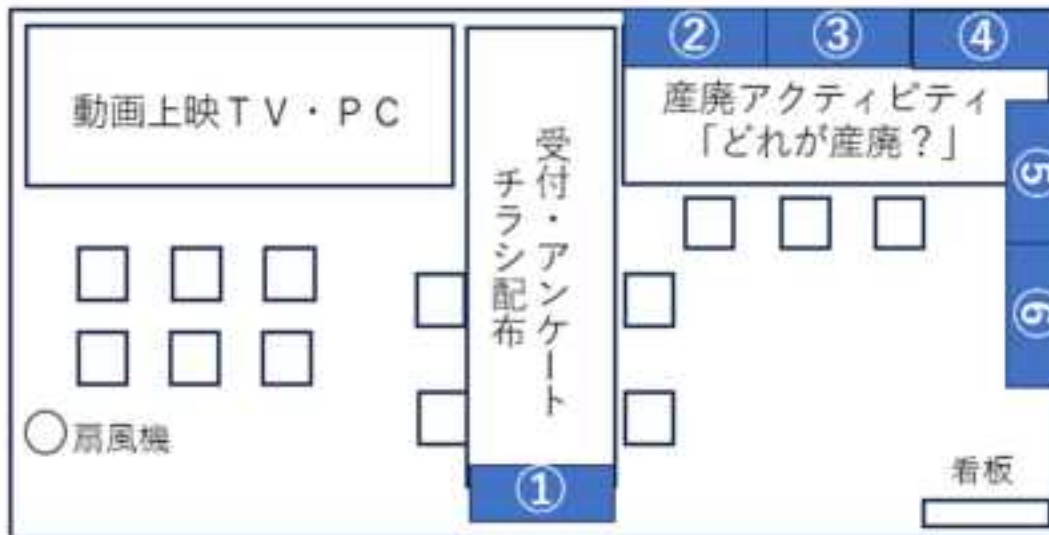 動画上映TV・PC
受付・アンケート
チラシ配布
②
③
④
産廃アクティビティ
「どれが産廃？」
⑤
⑥
扇風機
①
看板